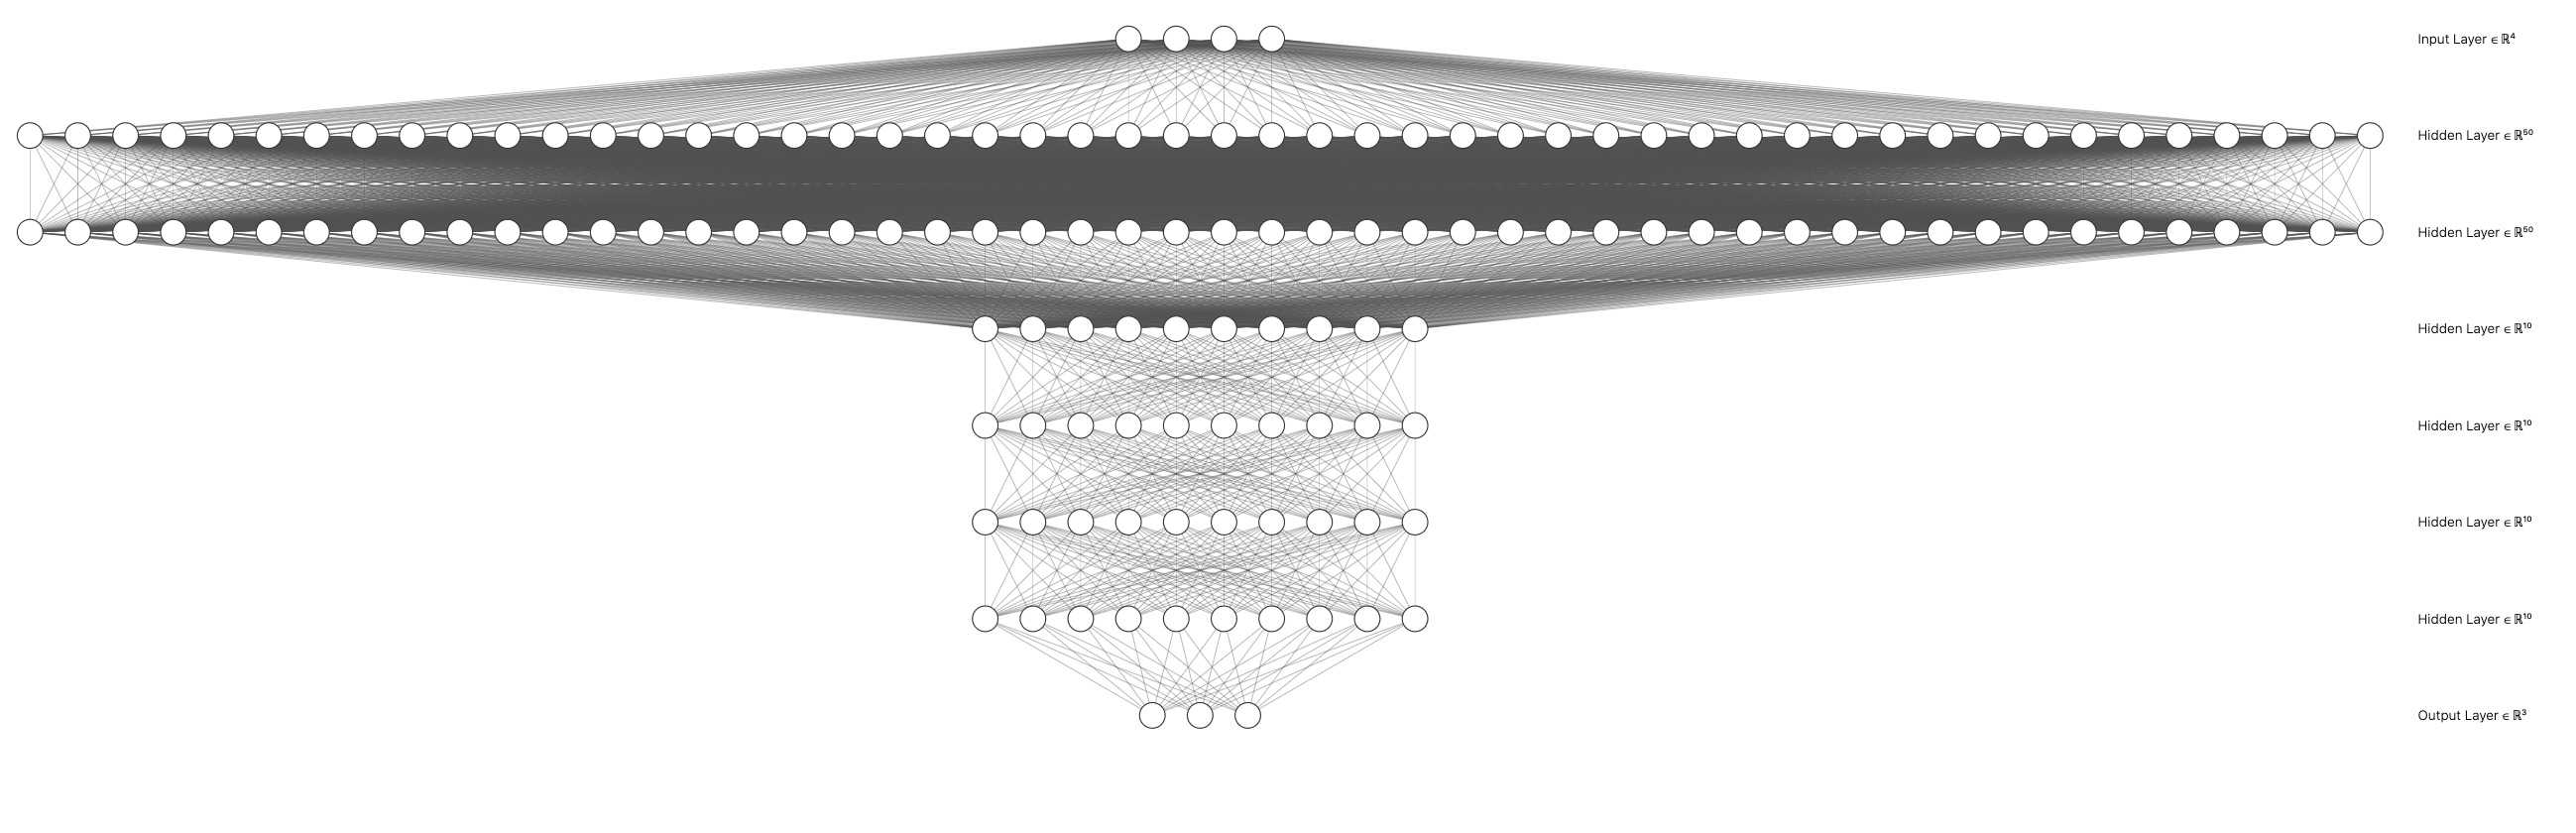 Input Layer ∈ ℝ⁴
Hidden Layer ∈ ℝ⁵⁰
Hidden Layer ∈ ℝ⁵⁰
Hidden Layer ∈ ℝ¹⁰
Hidden Layer ∈ ℝ¹⁰
Hidden Layer ∈ ℝ¹⁰
Hidden Layer ∈ ℝ¹⁰
Output Layer ∈ ℝ³